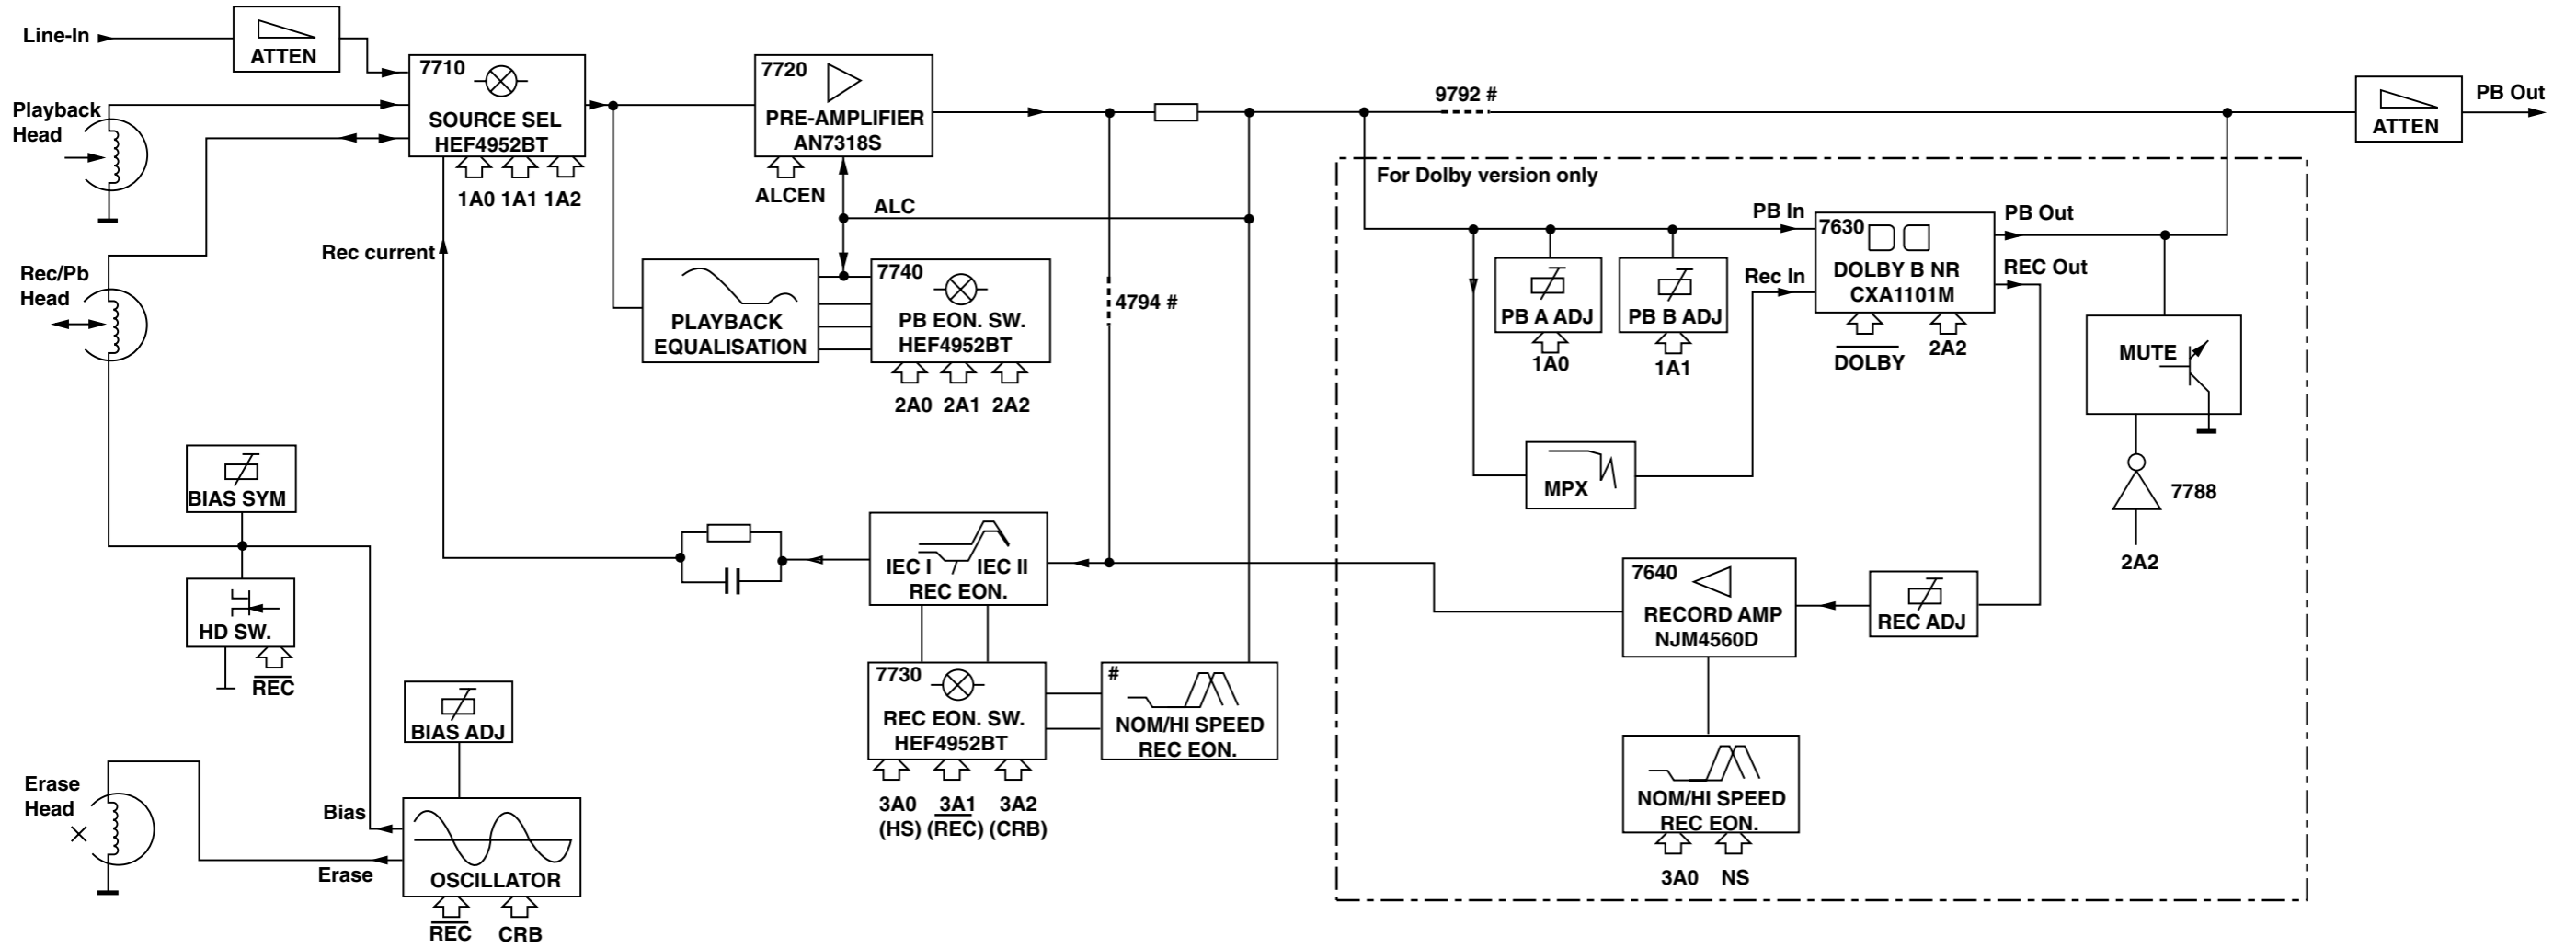 Line-In
ATTEN
Playback
Head
7710
SOURCE SEL
HEF4952BT
1A0 1A1 1A2
7720
PRE-AMPLIFIER
AN7318S
ALCEN
ALC
9792 #
ATTEN
PB Out
For Dolby version only
Rec current
Rec/Pb
Head
PLAYBACK
EQUALISATION
7740
PB EON. SW.
HEF4952BT
2A0 2A1 2A2
4794 #
PB In
Rec In
7630
DOLBY B NR
CXA1101M
PB Out
REC Out
DOLBY
2A2
PB A ADJ
1A0
PB B ADJ
1A1
MUTE
7788
2A2
MPX
BIAS SYM
HD SW.
REC
IEC I IEC II
REC EON.
7640
RECORD AMP
NJM4560D
REC ADJ
7730
REC EON. SW.
HEF4952BT
3A0 3A1 3A2
(HS) (REC) (CRB)
#
NOM/HI SPEED
REC EON.
NOM/HI SPEED
REC EON.
3A0 NS
BIAS ADJ
Erase
Head
Bias
Erase
OSCILLATOR
REC CRB